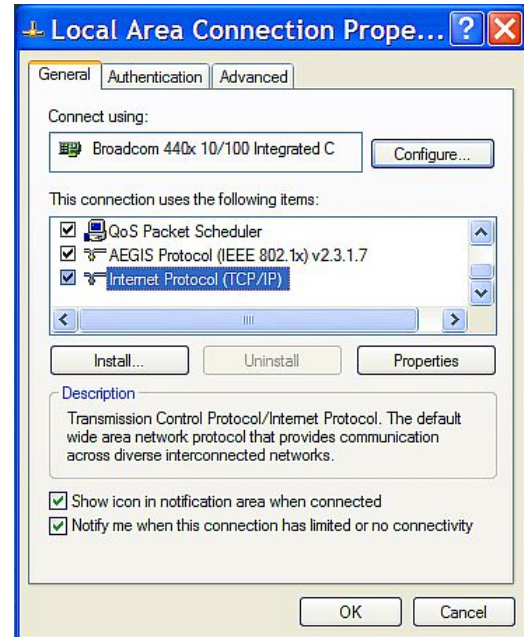 Local Area Connection Prope...
General Authentication Advanced
Connect using:
Broadcom 440x 10/100 Integrated C Configure...
This connection uses the following items:
QoS Packet Scheduler
AEGIS Protocol (IEEE 802.1x) v2.3.1.7
Internet Protocol (TCP/IP)
Install... Uninstall Properties
Description
Transmission Control Protocol/Internet Protocol. The default
wide area network protocol that provides communication
across diverse interconnected networks.
Show icon in notification area when connected
Notify me when this connection has limited or no connectivity
OK Cancel